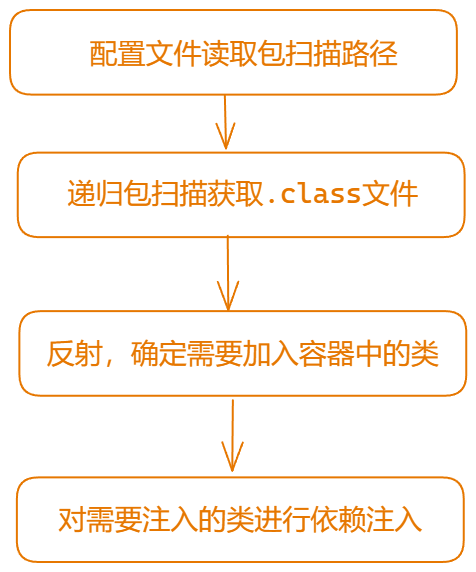 配置文件读取包扫描路径
递归包扫描获取.class文件
反射，确定需要加入容器中的类
对需要注入的类进行依赖注入